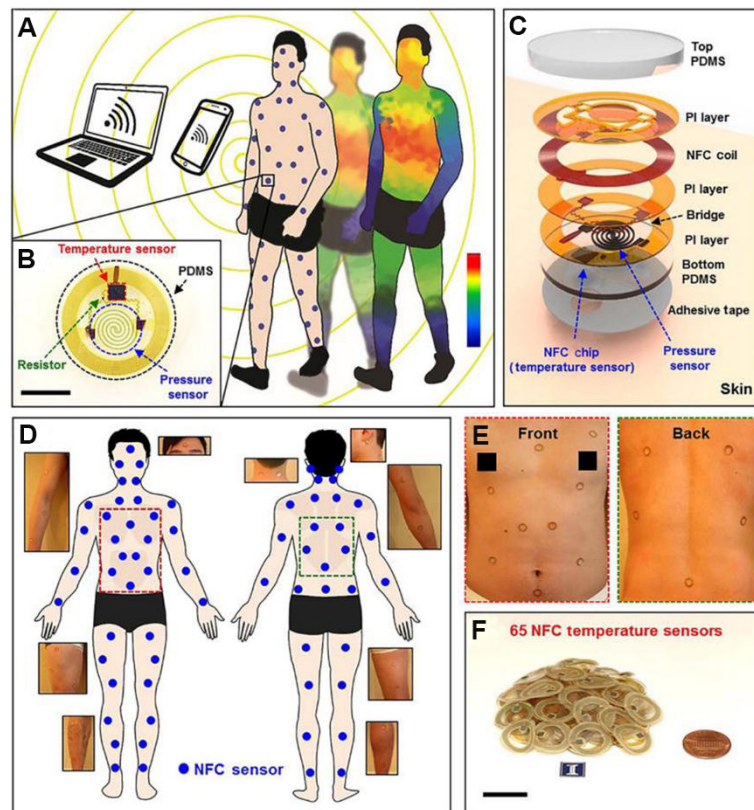 A
B
Temperature sensor
PDMS
Resistor
Pressure
sensor
C
Top
PDMS
PI layer
NFC coil
PI layer
Bridge
PI layer
Bottom
PDMS
Adhesive tape
NFC chip
(temperature sensor)
Pressure
sensor
Skin
D
NFC sensor
E
Front
Back
F
65 NFC temperature sensors